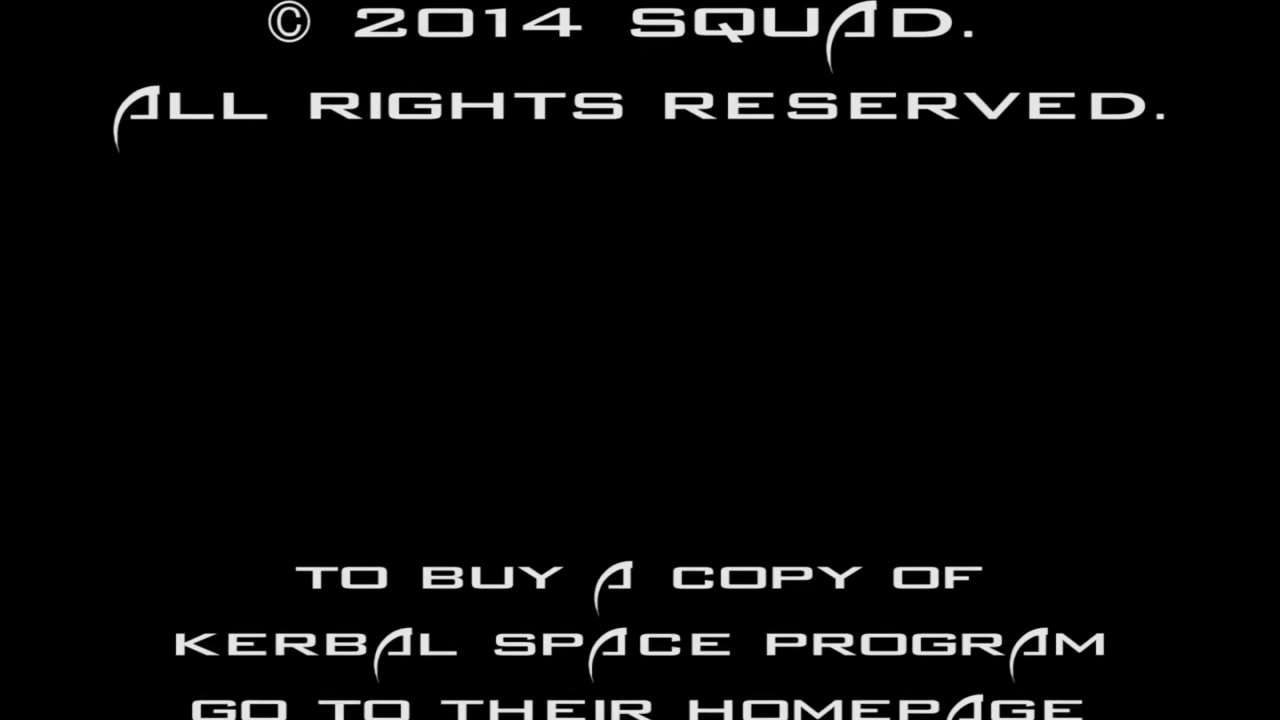 © 2014 SQUAD.
ALL RIGHTS RESERVED.
TO BUY A COPY OF
KERBAL SPACE PROGRAM
GO TO THEIR HOMEPAGE